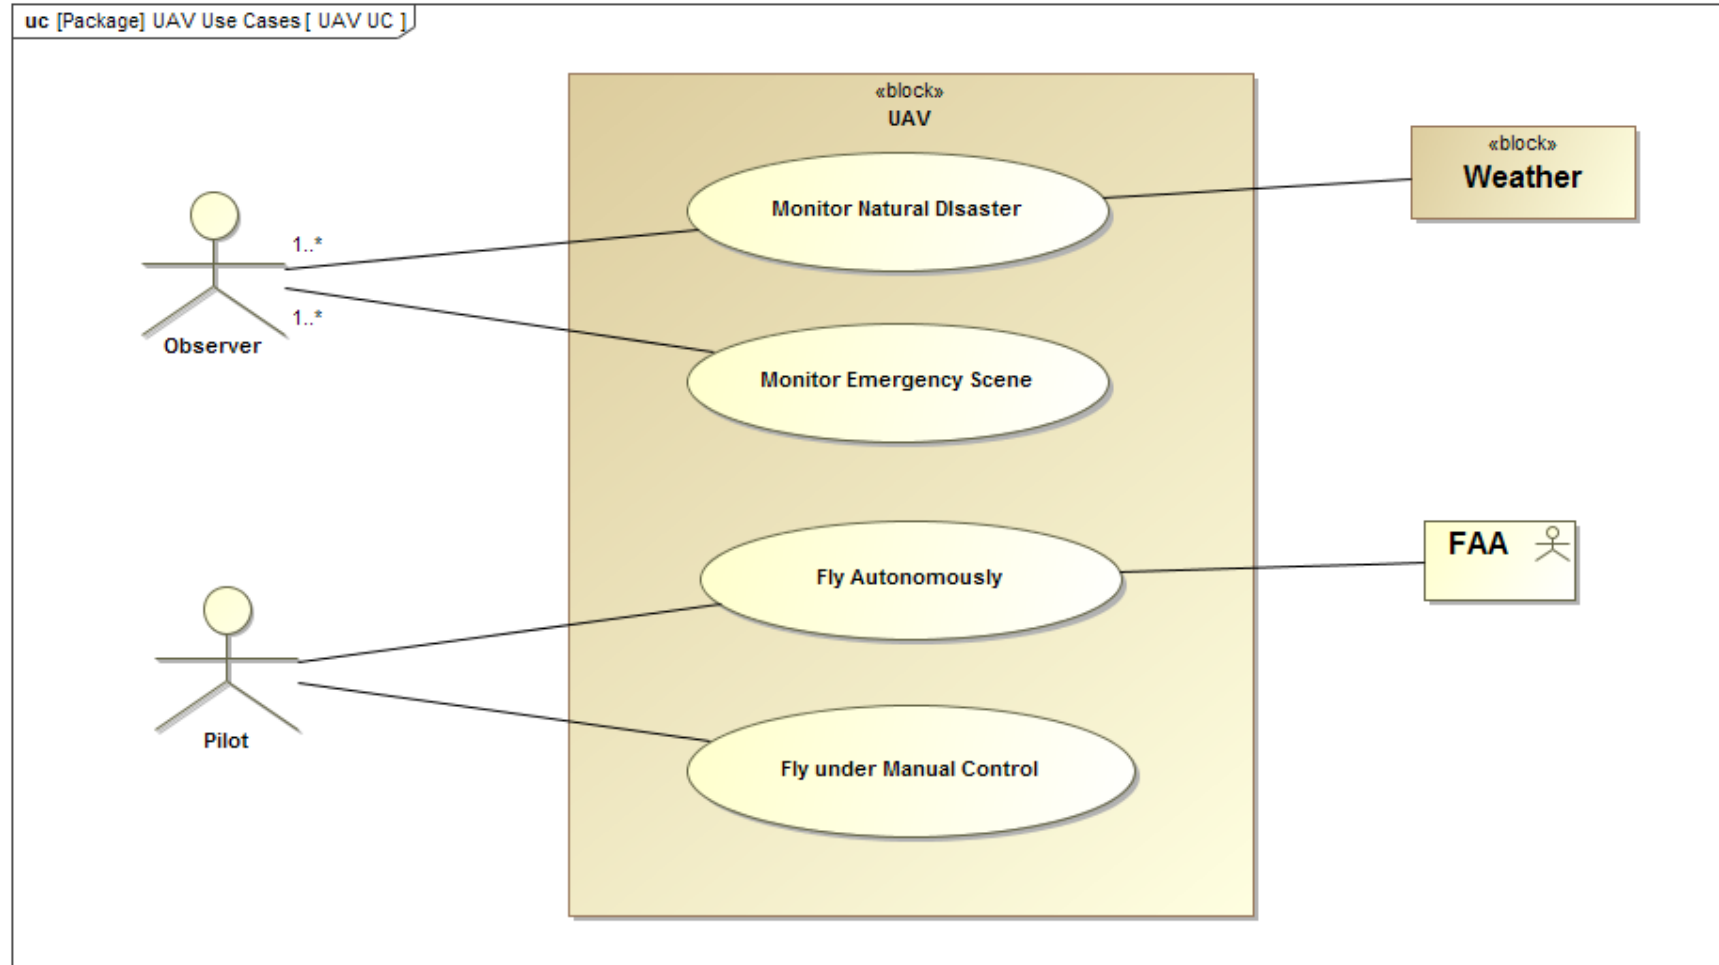 uc [Package] UAV Use Cases [ UAV UC ]
«block»
UAV
«block»
Weather
Monitor Natural DIsaster
1..*
1..*
Observer
Monitor Emergency Scene
FAA
Fly Autonomously
Pilot
Fly under Manual Control